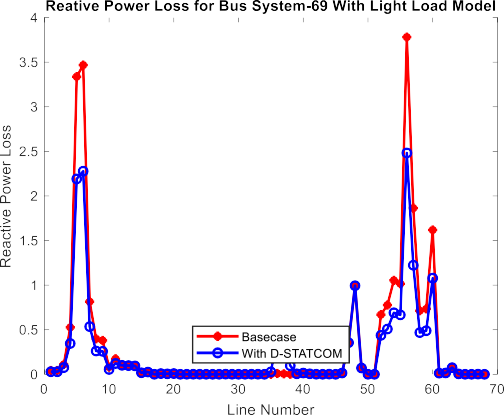 Reative Power Loss for Bus System-69 With Light Load Model
4
3.5
3
2.5
2
1.5
1
0.5
0
Reactive Power Loss
Basecase
With D-STATCOM
0 10 20 30 40 50 60 70
Line Number